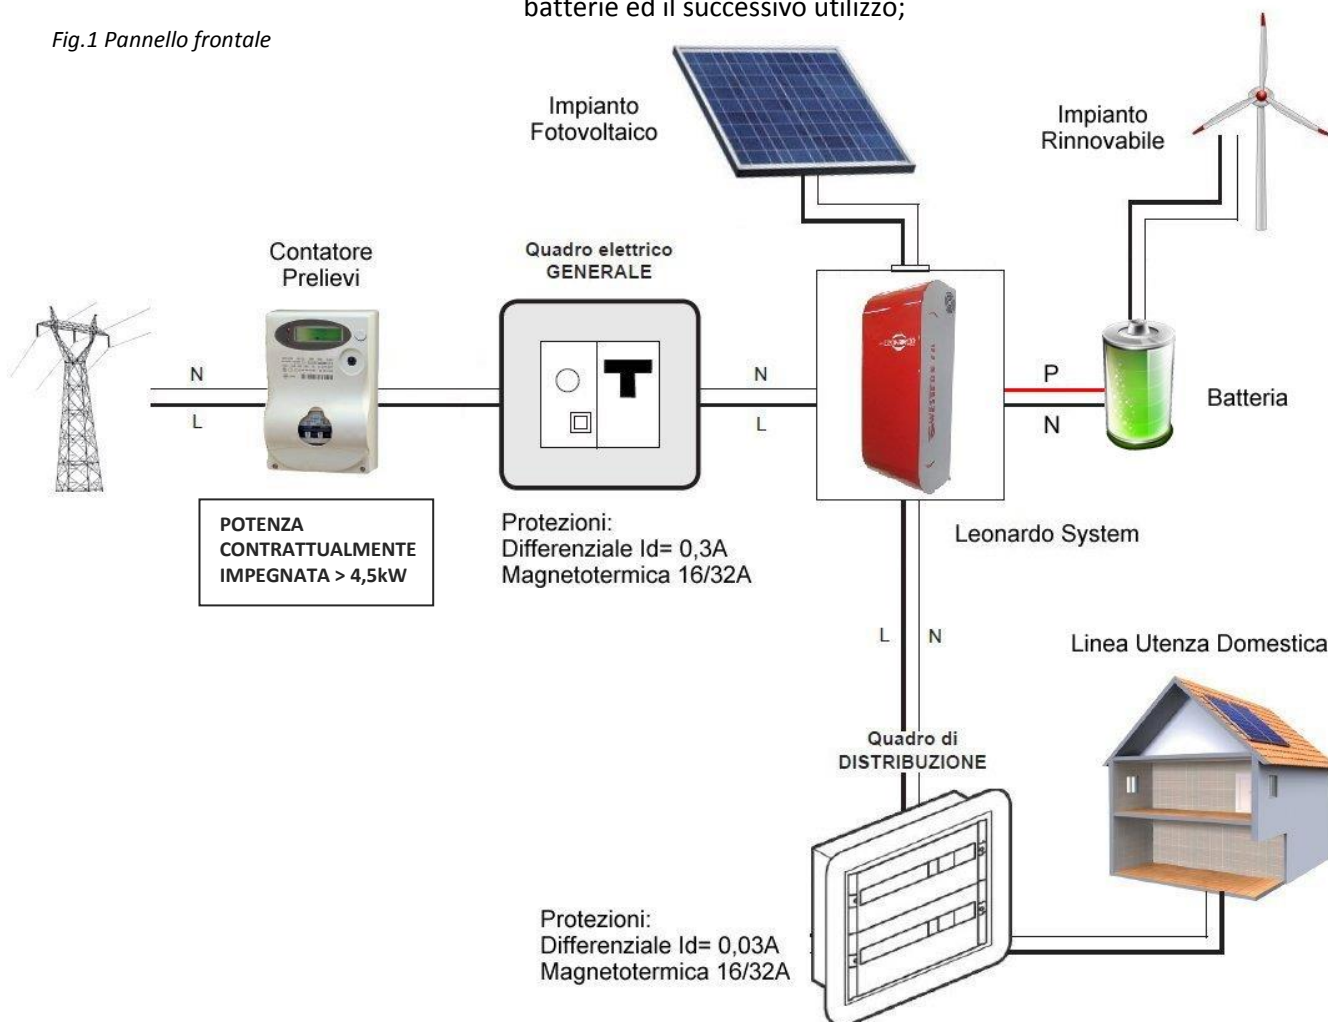 batterie ed il successivo utilizzo;
Fig.1 Pannello frontale
Impianto
Fotovoltaico
Impianto
Rinnovabile
Contatore
Prelievi
Quadro elettrico
GENERALE
N
L
N
L
P
N
Batteria
POTENZA
CONTRATTUALMENTE
IMPEGNATA > 4,5kW
Protezioni:
Differenziale Id= 0,3A
Magnetotermica 16/32A
Leonardo System
L
N
Linea Utenza Domestica
Quadro di
DISTRIBUZIONE
Protezioni:
Differenziale Id= 0,03A
Magnetotermica 16/32A